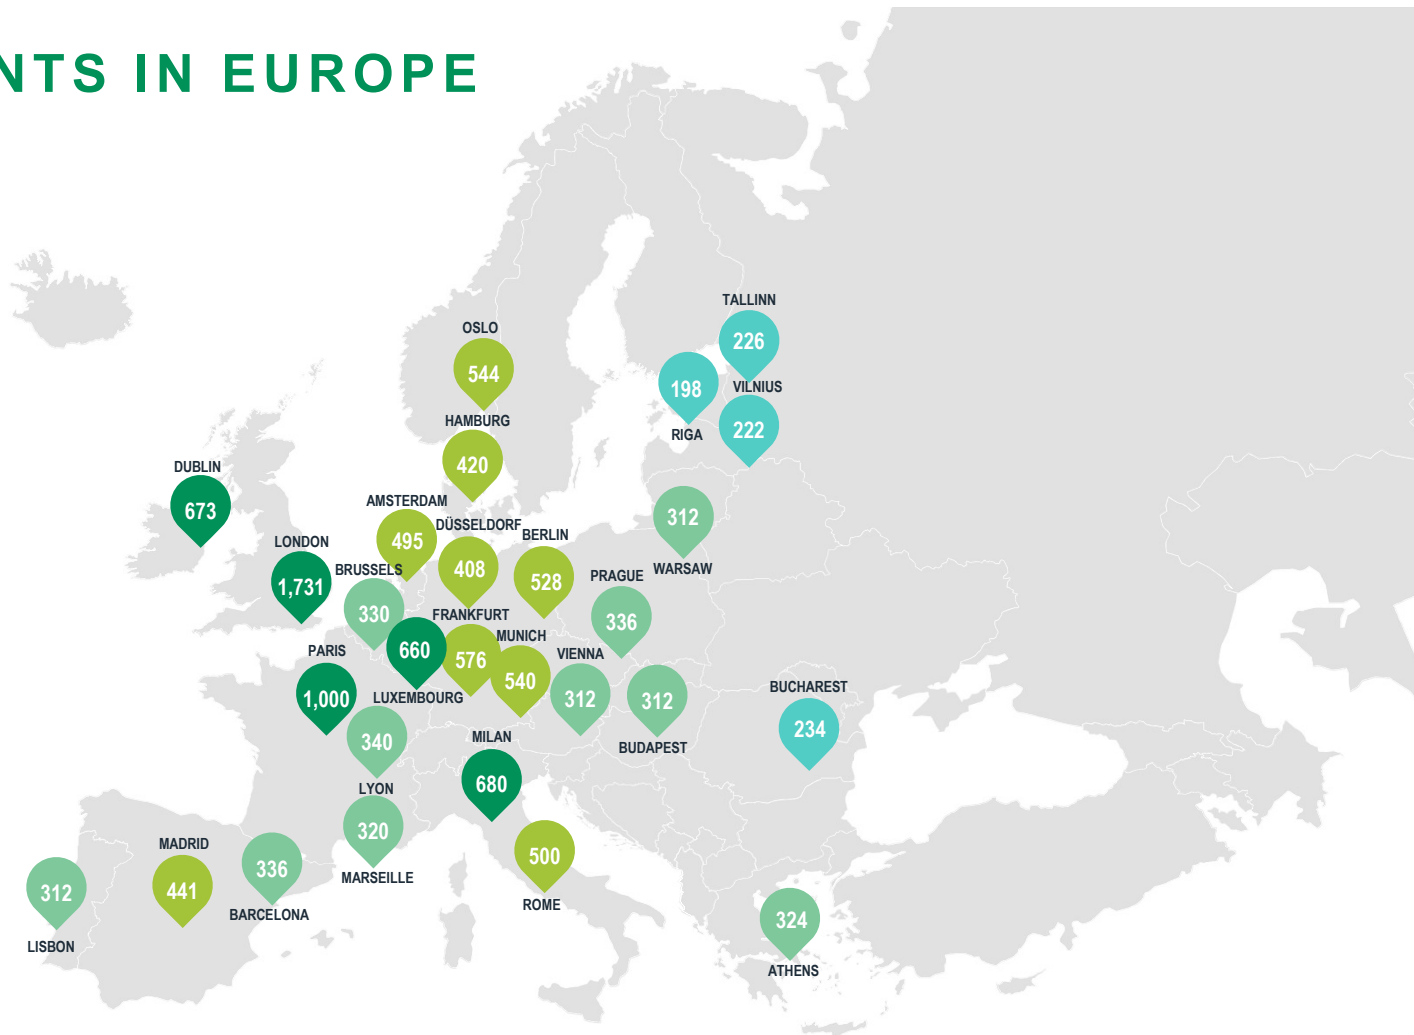 NTS IN EUROPE
TALLINN
226
OSLO
544
198
RIGA
VILNIUS
222
HAMBURG
420
DUBLIN
673
AMSTERDAM
495
DÜSSELDORF
408
BERLIN
528
312
WARSAW
LONDON
1,731
BRUSSELS
330
PRAGUE
336
FRANKFURT
576
660
LUXEMBOURG
MUNICH
540
VIENNA
312
312
BUDAPEST
PARIS
1,000
BUCHAREST
234
340
LYON
MILAN
680
320
MARSEILLE
MADRID
441
336
BARCELONA
500
ROME
312
LISBON
324
ATHENS